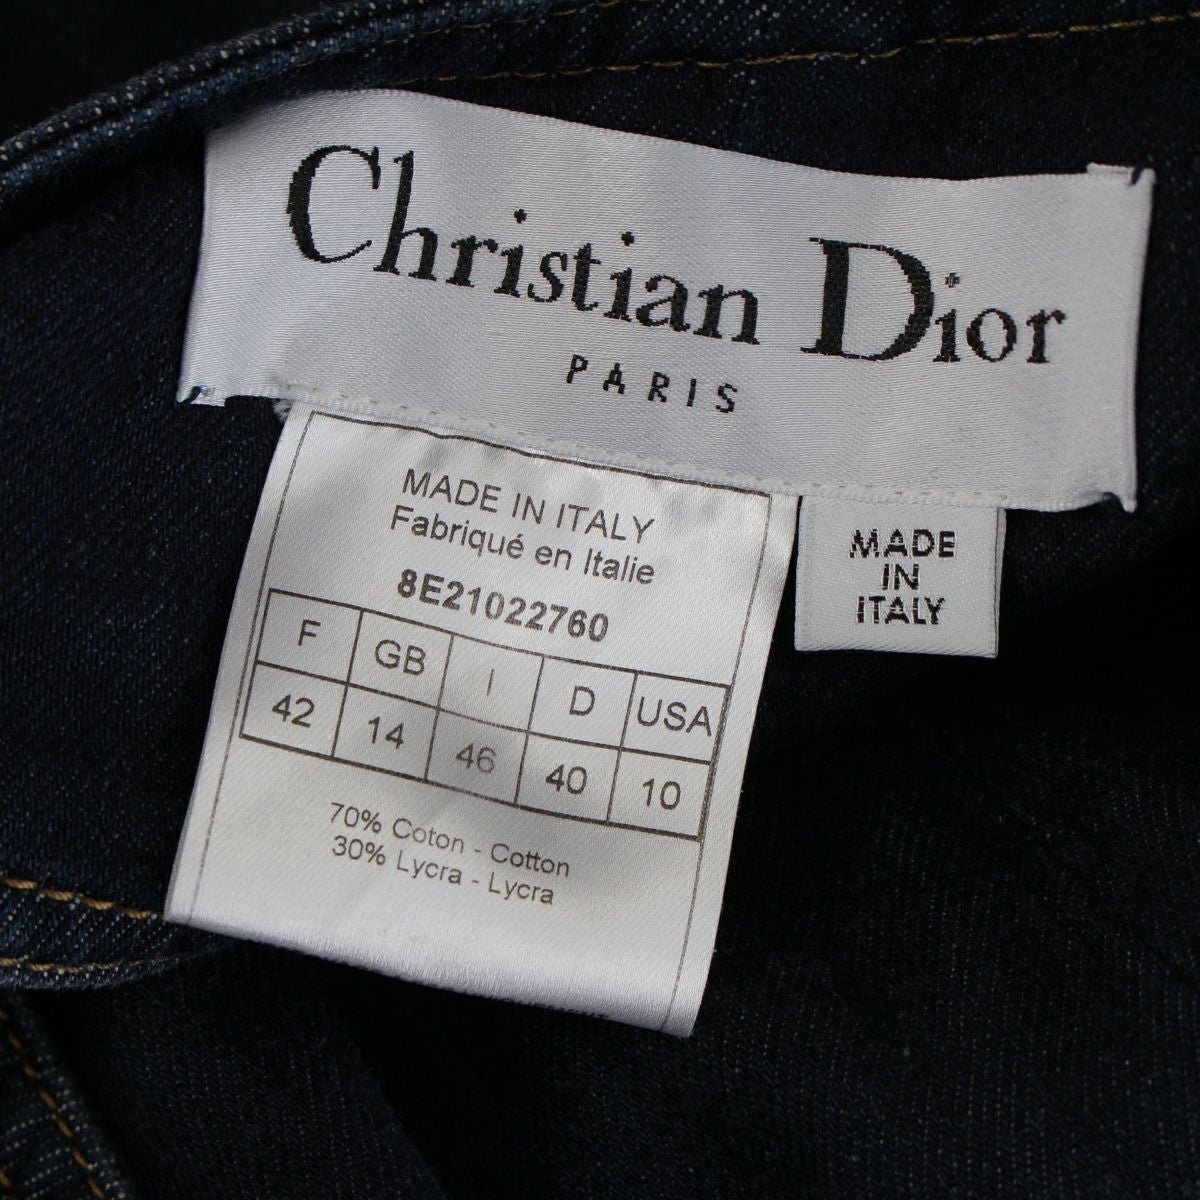 Christian Dior
PARIS
MADE IN ITALY
Fabriqué en Italie
8E21022760
F GB I D USA
42 14 46 40 10
70% Coton - Cotton
30% Lycra - Lycra
MADE
IN
ITALY